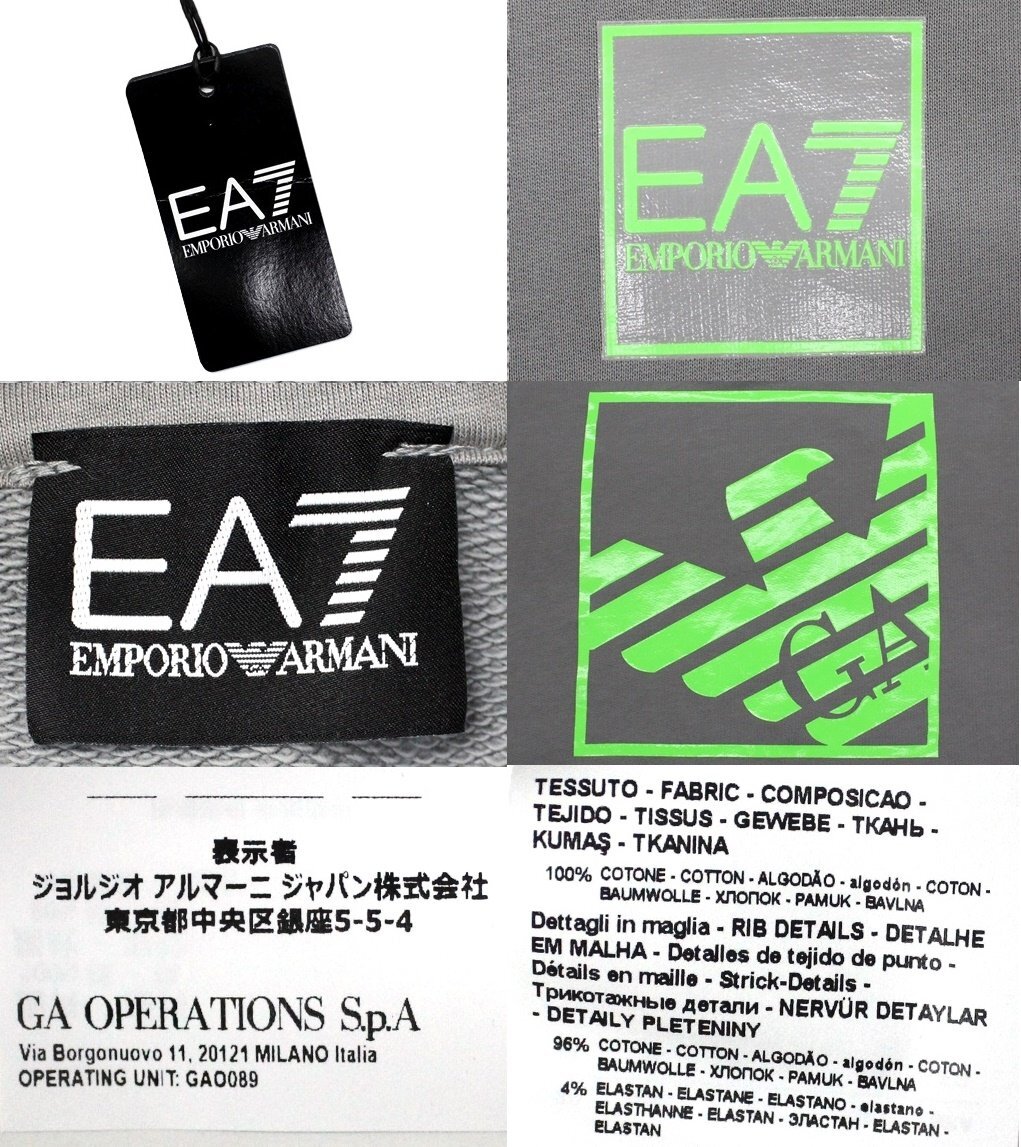 EA7
EMPORIO ARMANI
EA7
EMPORIO ARMANI
EA7
EMPORIO ARMANI
GA
表示者
ジョルジオ アルマーニ ジャパン株式会社
東京都中央区銀座5-5-4
GA OPERATIONS S.p.A
Via Borgonuovo 11, 20121 MILANO Italia
OPERATING UNIT: GAO089
TESSUTO - FABRIC - COMPOSICAO -
TEJIDO - TISSUS - GEWEBE - ТКАНЬ -
KUMAŞ - TKANINA
100% COTONE - COTTON - ALGODÃO - algodón - COTON -
BAUMWOLLE - ХЛОПОК - PAMUK - BAVLNA
Dettagli in maglia - RIB DETAILS - DETALHE
EM MALHA - Detalles de tejido de punto -
Détails en maille - Strick-Details -
Трикотажные детали - NERVÜR DETAYLAR
- DETAILY PLETENINY
96% COTONE - COTTON - ALGODÃO - algodón - COTON -
BAUMWOLLE - ХЛОПОК - PAMUK - BAVLNA
4% ELASTAN - ELASTANE - ELASTANO - elastano -
ELASTHANNE - ELASTAN - ЭЛАСТАН - ELASTAN -
ELASTAN